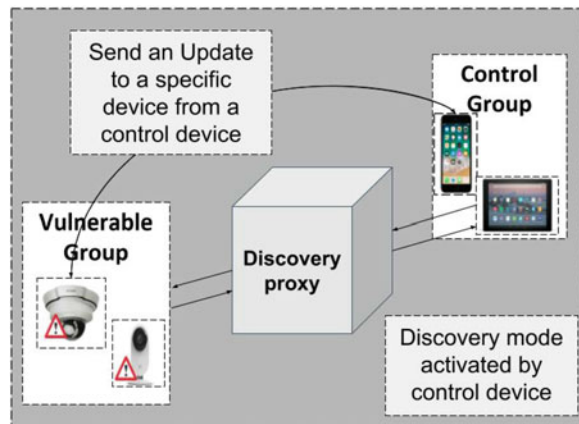 Send an Update
to a specific
device from a
control device
Control
Group
Vulnerable
Group
Discovery
proxy
Discovery mode
activated by
control device